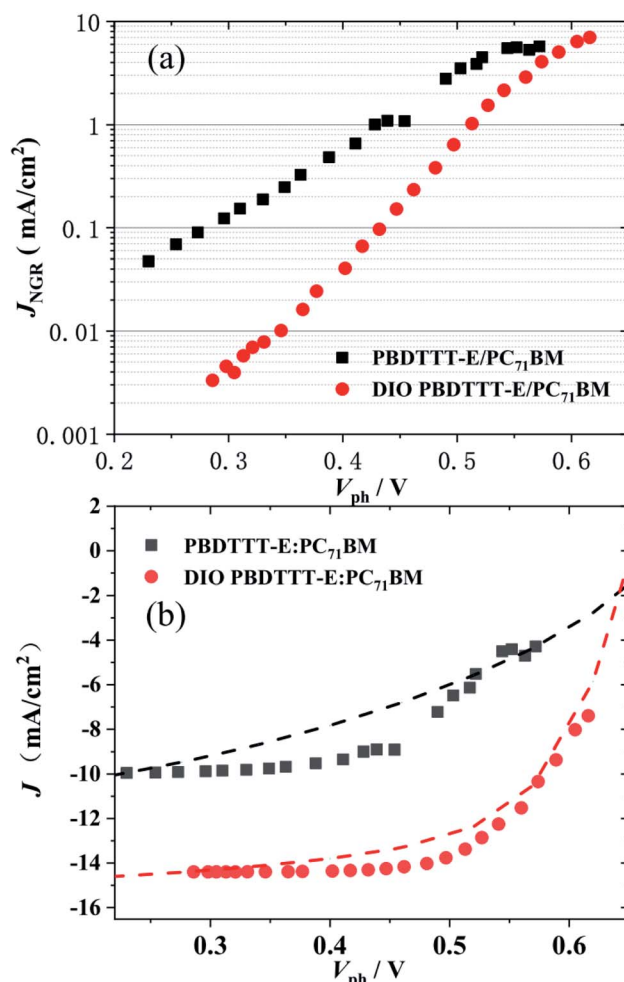 (a)
10
1
0.1
0.01
0.001
J_NGR ( mA/cm²)
PBDTTT-E/PC₇₁BM
DIO PBDTTT-E/PC₇₁BM
0.2 0.3 0.4 0.5 0.6
V_ph / V
2
0
-2
-4
-6
-8
-10
-12
-14
-16
J (mA/cm²)
PBDTTT-E:PC₇₁BM
DIO PBDTTT-E:PC₇₁BM
(b)
0.3 0.4 0.5 0.6
V_ph / V